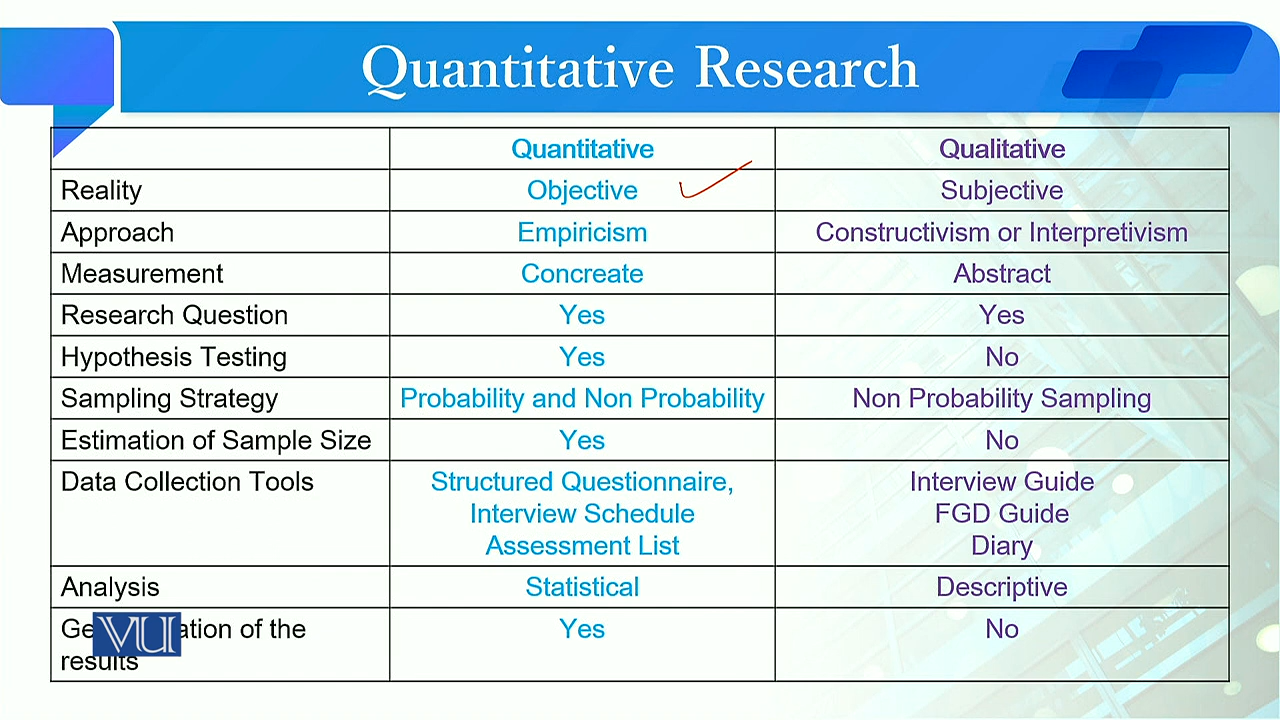 Quantitative Research
Quantitative Qualitative
Reality Objective Subjective
Approach Empiricism Constructivism or Interpretivism
Measurement Concreate Abstract
Research Question Yes Yes
Hypothesis Testing Yes No
Sampling Strategy Probability and Non Probability Non Probability Sampling
Estimation of Sample Size Yes No
Data Collection Tools Structured Questionnaire, Interview Guide
Interview Schedule FGD Guide
Assessment List Diary
Analysis Statistical Descriptive
of the Yes No
results
VU